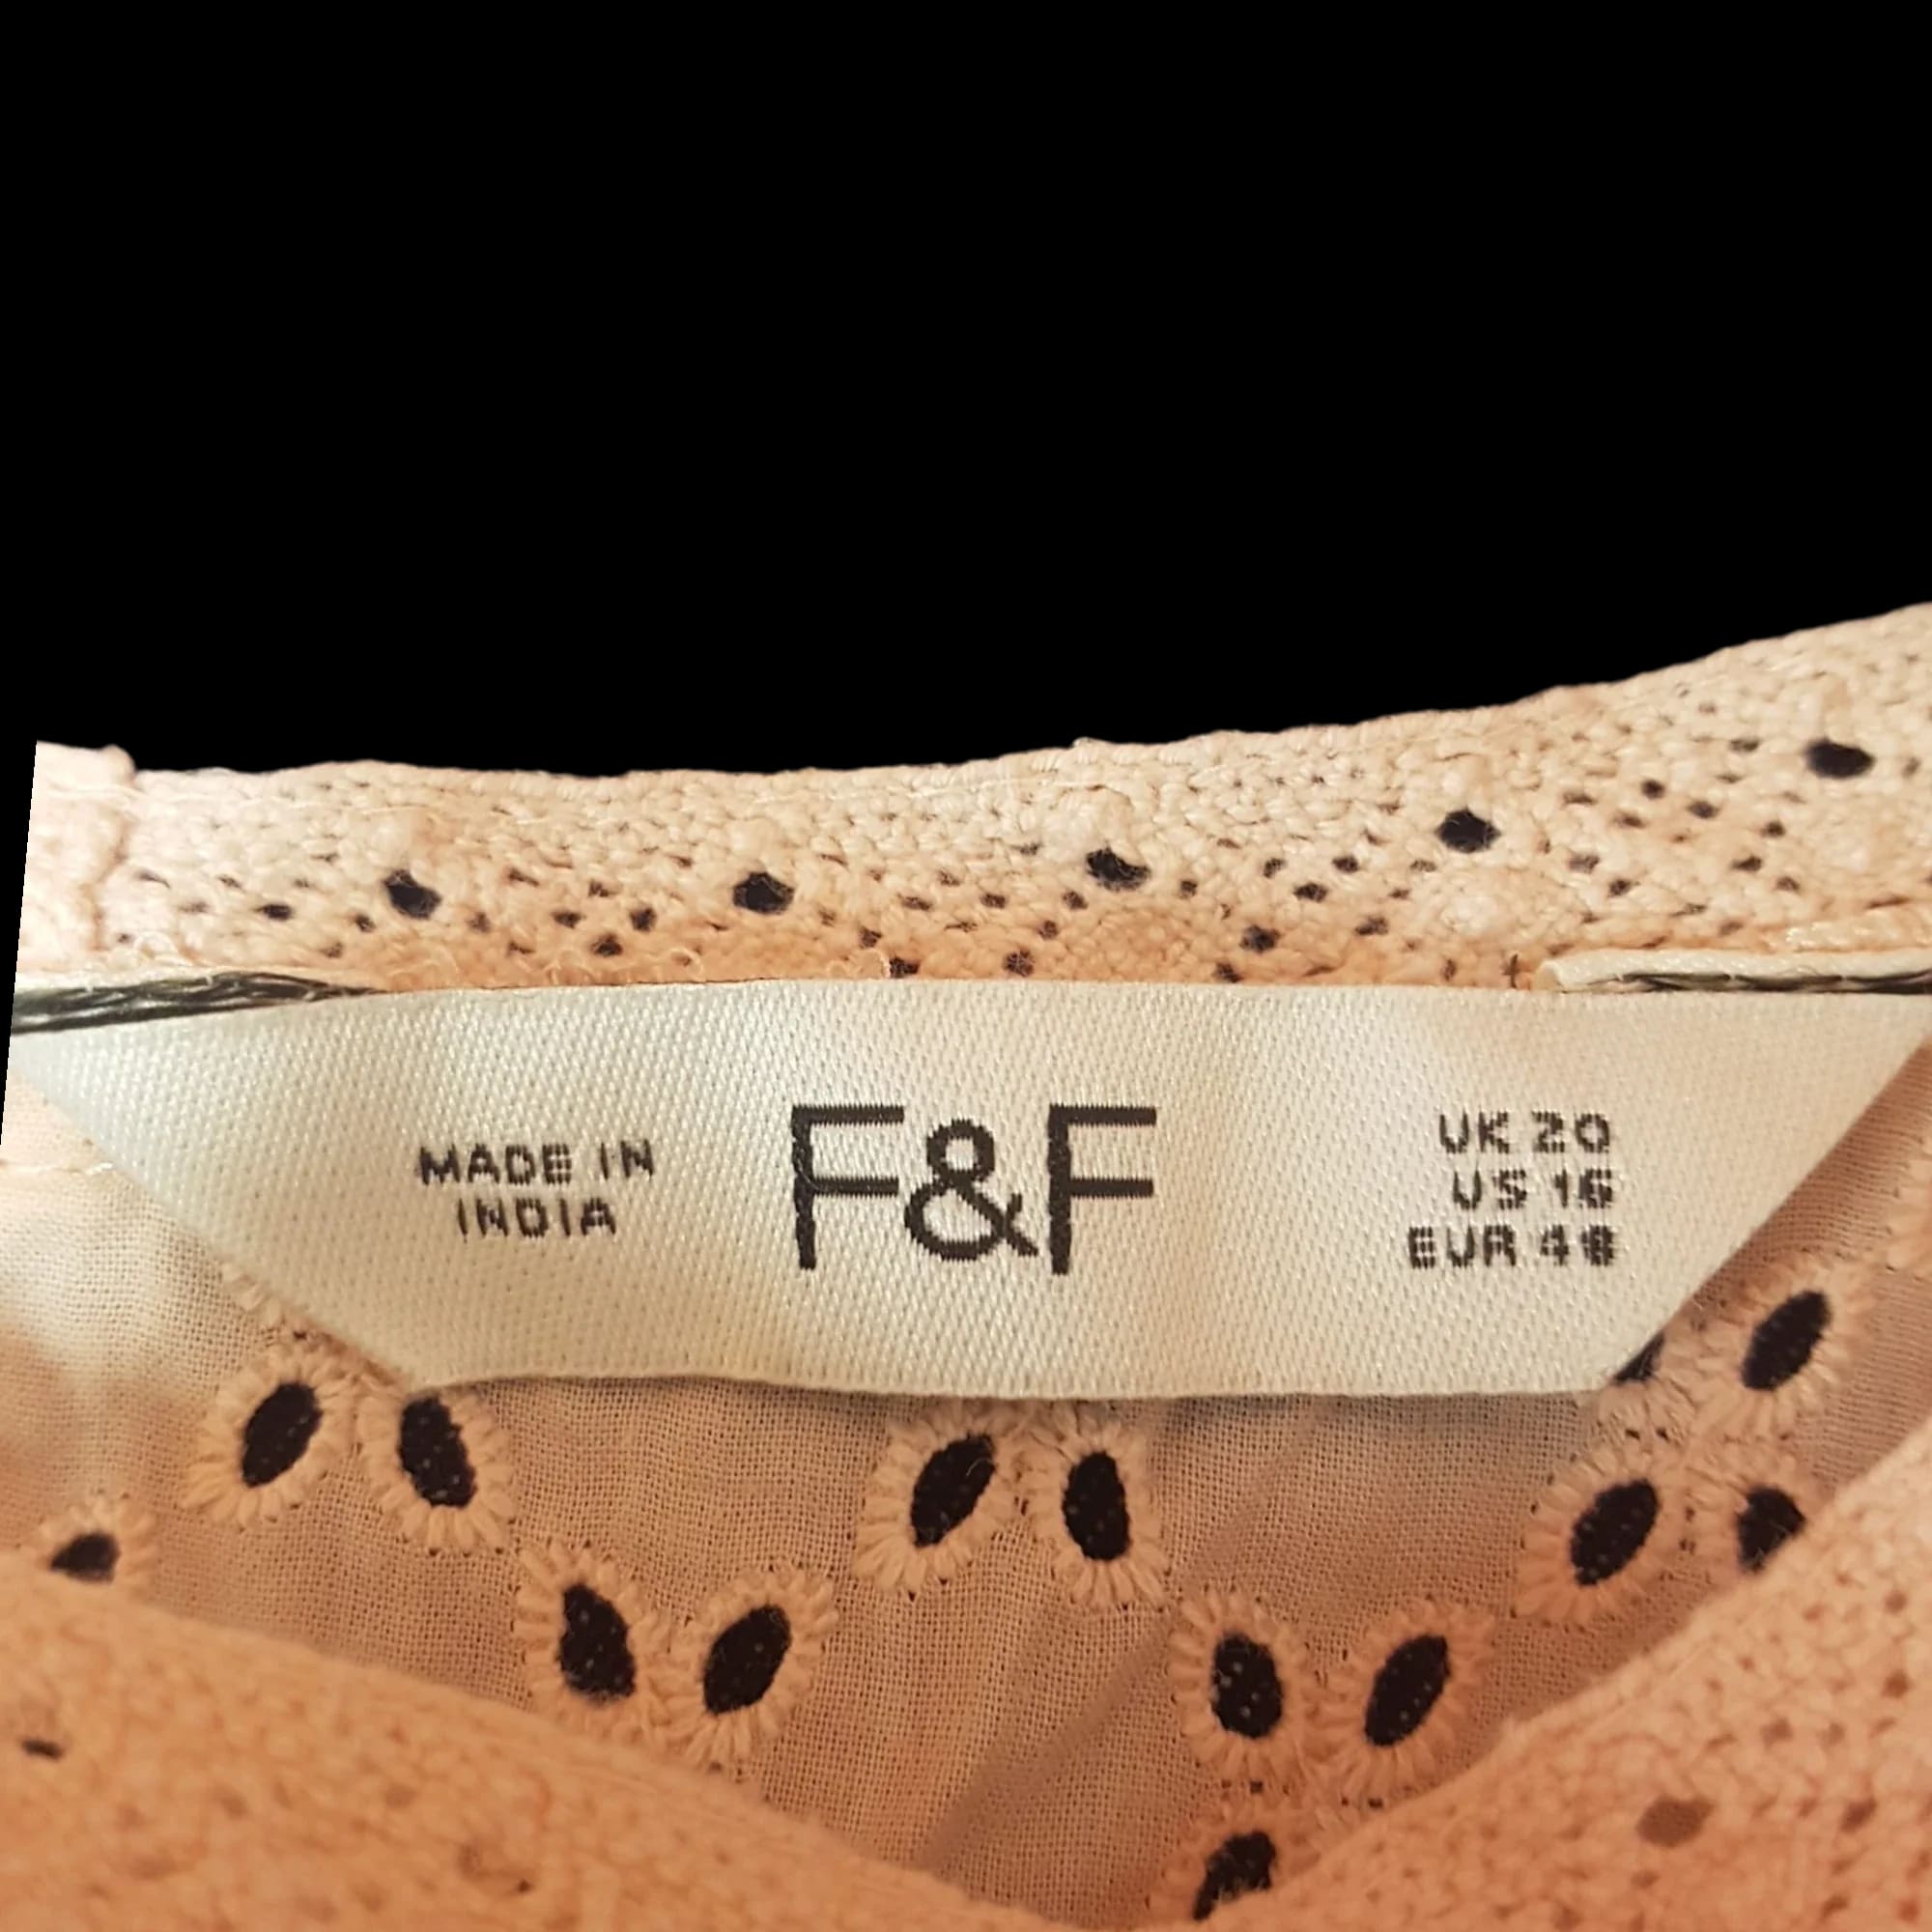 MADE IN
INDIA
F&F
UK 20
US 16
EUR 48